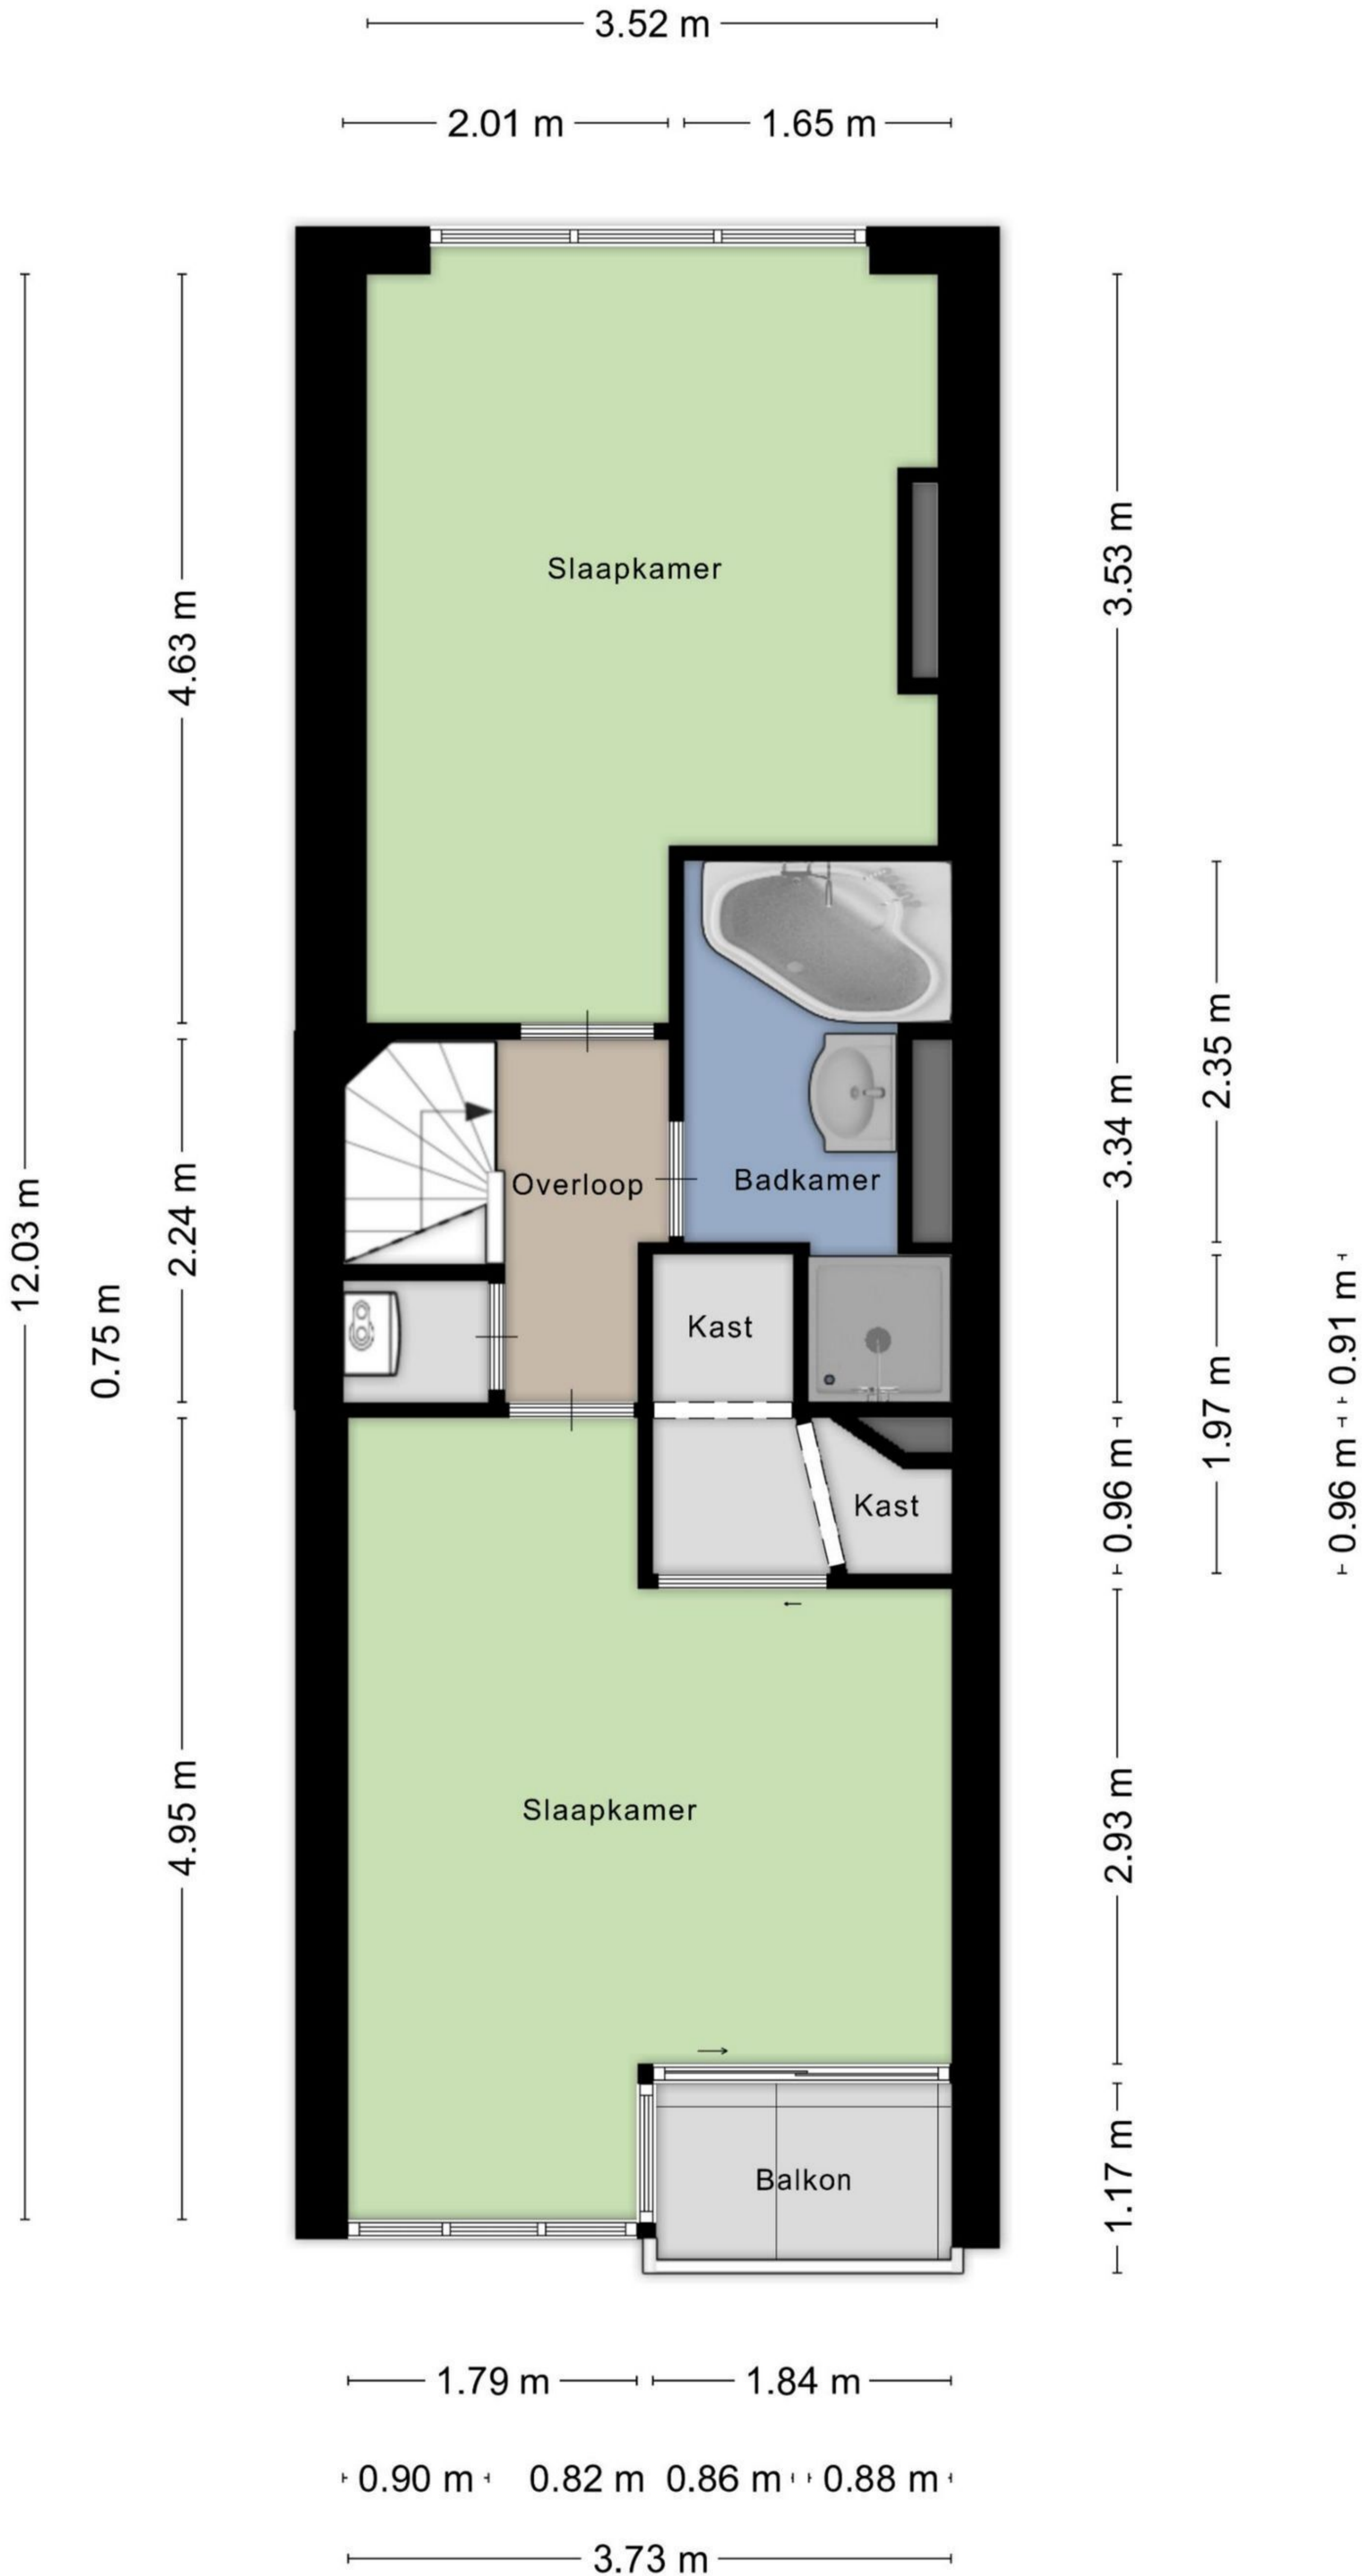 3.52 m
2.01 m
1.65 m
Slaapkamer
4.63 m
3.53 m
12.03 m
0.75 m
2.24 m
Overloop
Badkamer
3.34 m
2.35 m
Kast
1.97 m
0.91 m
Kast
0.96 m
0.96 m
4.95 m
Slaapkamer
2.93 m
Balkon
1.17 m
1.79 m
1.84 m
0.90 m
0.82 m
0.86 m
0.88 m
3.73 m